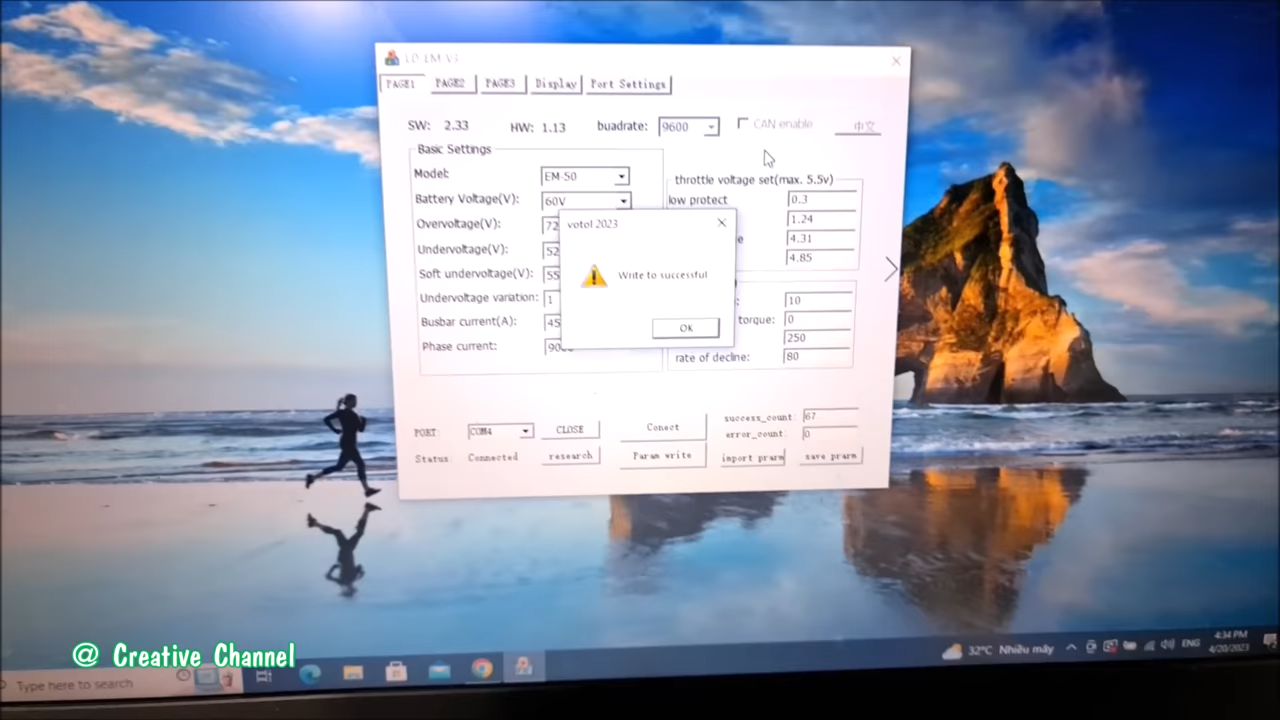 LD EM V3
PAGE1 PAGE2 PAGE3 Display Port Settings
SW: 2.33 HW: 1.13 buadrate: 9600 CAN enable 中文
Basic Settings
Model: EM-50
Battery Voltage(V): 60V
Overvoltage(V): 72
Undervoltage(V): 52
Soft undervoltage(V): 55
Undervoltage variation: 1
Busbar current(A): 45
Phase current:
throttle voltage set(max. 5.5v)
low protect 0.3
1.24
4.31
4.85
10
torque: 0
250
rate of decline: 80
votol 2023
Write to successful
OK
PORT: COM4 CLOSE Conect success_count: 67
error_count: 0
Status: Connected research Param write import prarm save prarm
@ Creative Channel
Type here to search
32°C Nhiều mây ENG
4:34 PM
4/20/2023